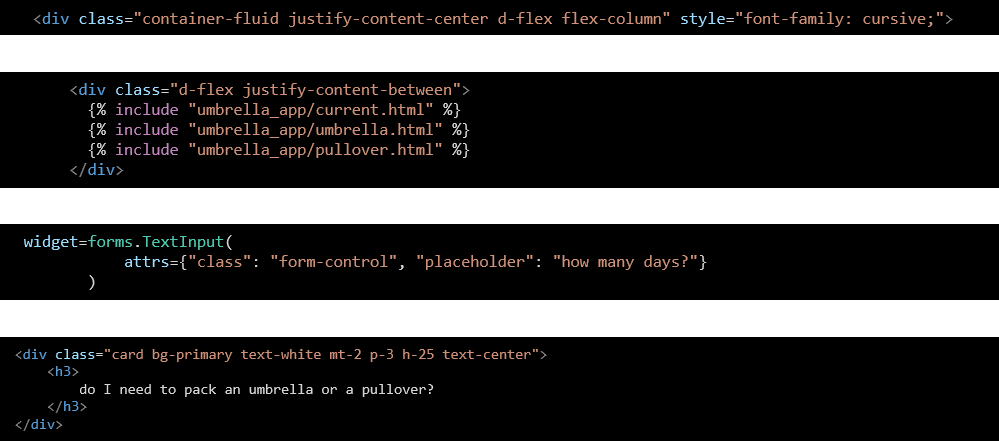 <div class="container-fluid justify-content-center d-flex flex-column" style="font-family: cursive;">
<div class="d-flex justify-content-between">
{% include "umbrella_app/current.html" %}
{% include "umbrella_app/umbrella.html" %}
{% include "umbrella_app/pullover.html" %}
</div>
widget=forms.TextInput(
attrs={"class": "form-control", "placeholder": "how many days?"}
)
<div class="card bg-primary text-white mt-2 p-3 h-25 text-center">
<h3>
do I need to pack an umbrella or a pullover?
</h3>
</div>